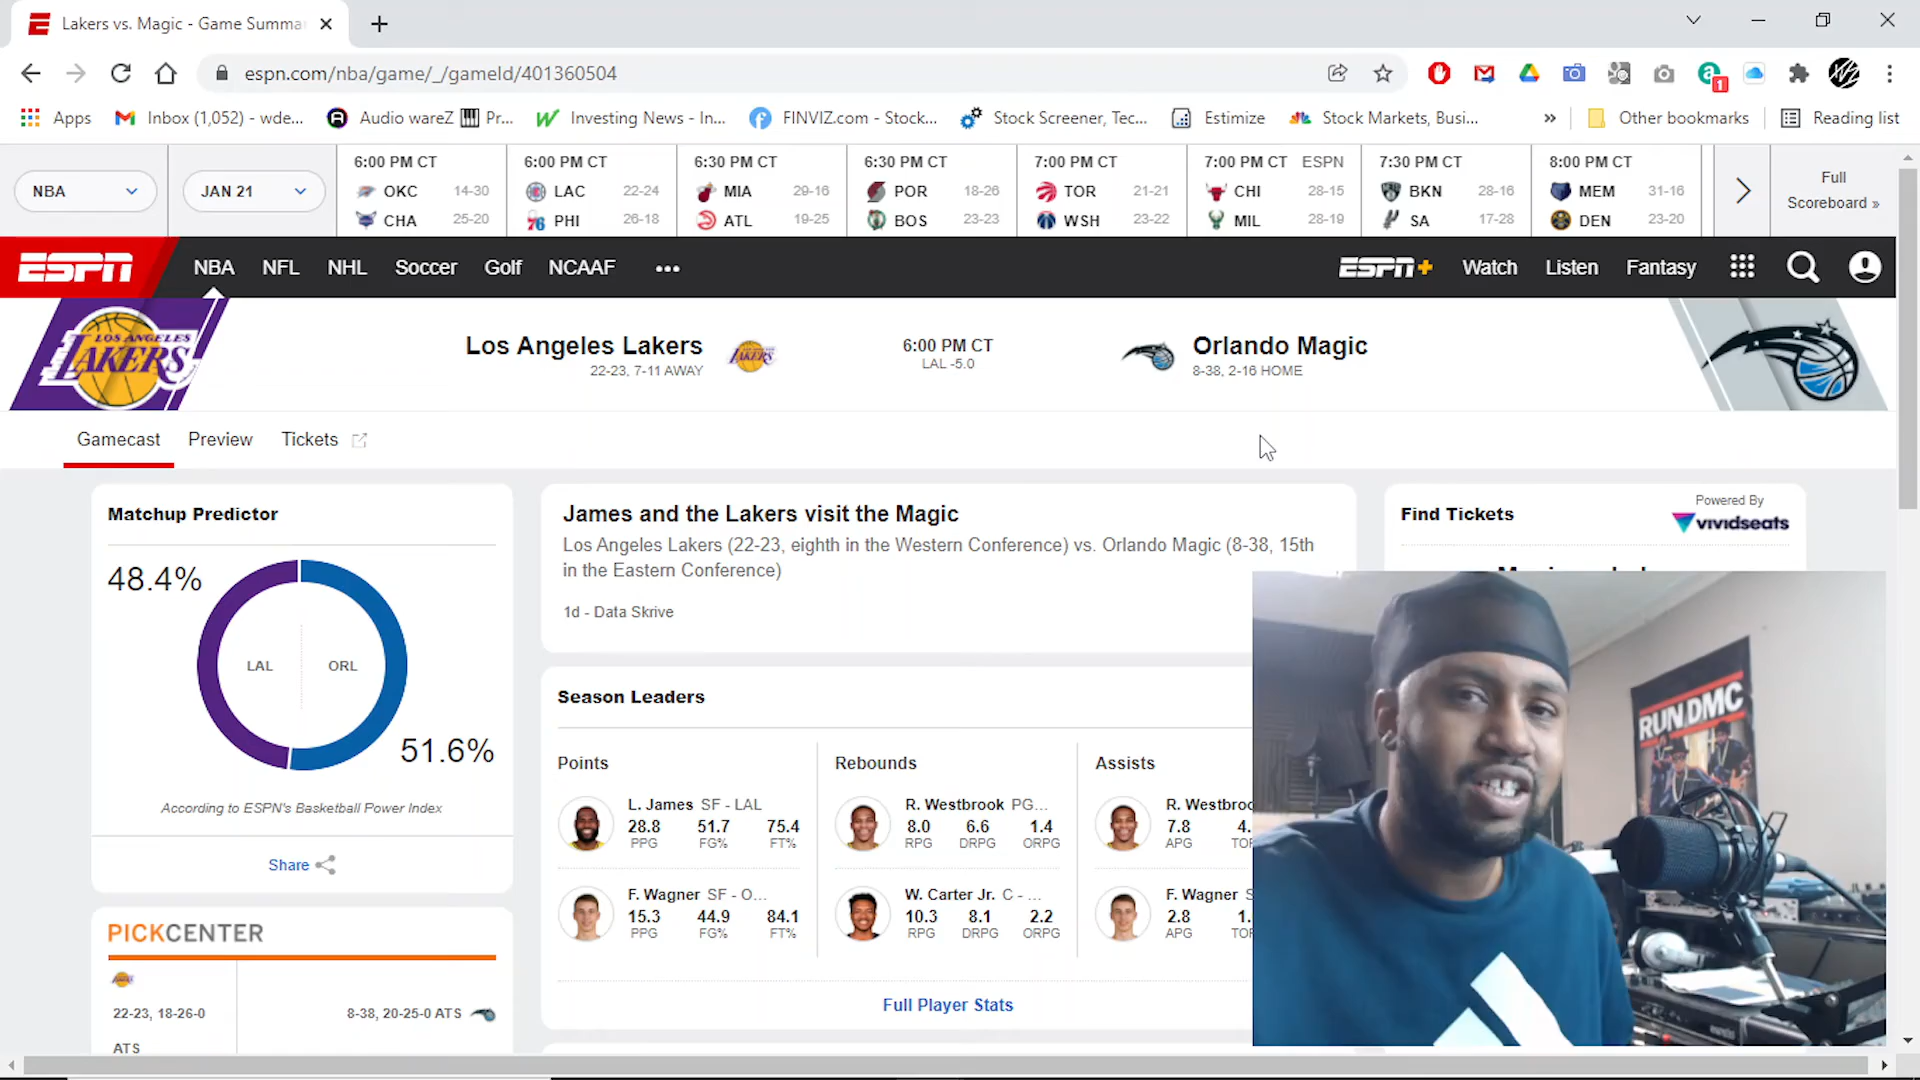 Lakers vs. Magic - Game Summa
espn.com/nba/game/_/gameId/401360504
1
Apps
Inbox (1,052) - wde...
Audio wareZ
Pr...
Investing News - In...
FINVIZ.com - Stock...
Stock Screener, Tec...
Estimize
Stock Markets, Busi...
»
Other bookmarks
Reading list
NBA
JAN 21
6:00 PM CT
OKC 14-30
CHA 25-20
6:00 PM CT
LAC 22-24
PHI 26-18
6:30 PM CT
MIA 29-16
ATL 19-25
6:30 PM CT
POR 18-26
BOS 23-23
7:00 PM CT
TOR 21-21
WSH 23-22
7:00 PM CT ESPN
CHI 28-15
MIL 28-19
7:30 PM CT
BKN 28-16
SA 17-28
8:00 PM CT
MEM 31-16
DEN 23-20
Full
Scoreboard »
ESPN
NBA NFL NHL Soccer Golf NCAAF
ESPN+ Watch Listen Fantasy
LOS ANGELES
LAKERS
Los Angeles Lakers
22-23, 7-11 AWAY
LAKERS
6:00 PM CT
LAL -5.0
Orlando Magic
8-38, 2-16 HOME
Gamecast Preview Tickets
Matchup Predictor
48.4%
LAL ORL
51.6%
According to ESPN's Basketball Power Index
Share
PICKCENTER
22-23, 18-26-0
ATS
8-38, 20-25-0 ATS
James and the Lakers visit the Magic
Los Angeles Lakers (22-23, eighth in the Western Conference) vs. Orlando Magic (8-38, 15th
in the Eastern Conference)
1d - Data Skrive
Season Leaders
Points
L. James SF - LAL
28.8 51.7 75.4
PPG FG% FT%
F. Wagner SF - O...
15.3 44.9 84.1
PPG FG% FT%
Rebounds
R. Westbrook PG...
8.0 6.6 1.4
RPG DRPG ORPG
W. Carter Jr. C - ...
10.3 8.1 2.2
RPG DRPG ORPG
Assists
R. Westbro
7.8 4.
APG TO
F. Wagner S
2.8 1.
APG TO
Full Player Stats
Find Tickets
Powered By
vividseats
RUN DMC